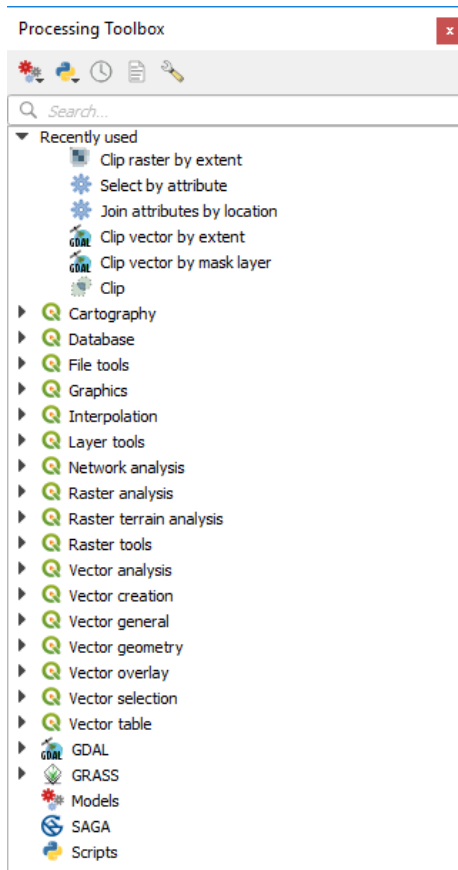 Processing Toolbox
x
Search...
Recently used
Clip raster by extent
Select by attribute
Join attributes by location
GDAL Clip vector by extent
GDAL Clip vector by mask layer
Clip
Cartography
Database
File tools
Graphics
Interpolation
Layer tools
Network analysis
Raster analysis
Raster terrain analysis
Raster tools
Vector analysis
Vector creation
Vector general
Vector geometry
Vector overlay
Vector selection
Vector table
GDAL GDAL
GRASS
Models
SAGA
Scripts